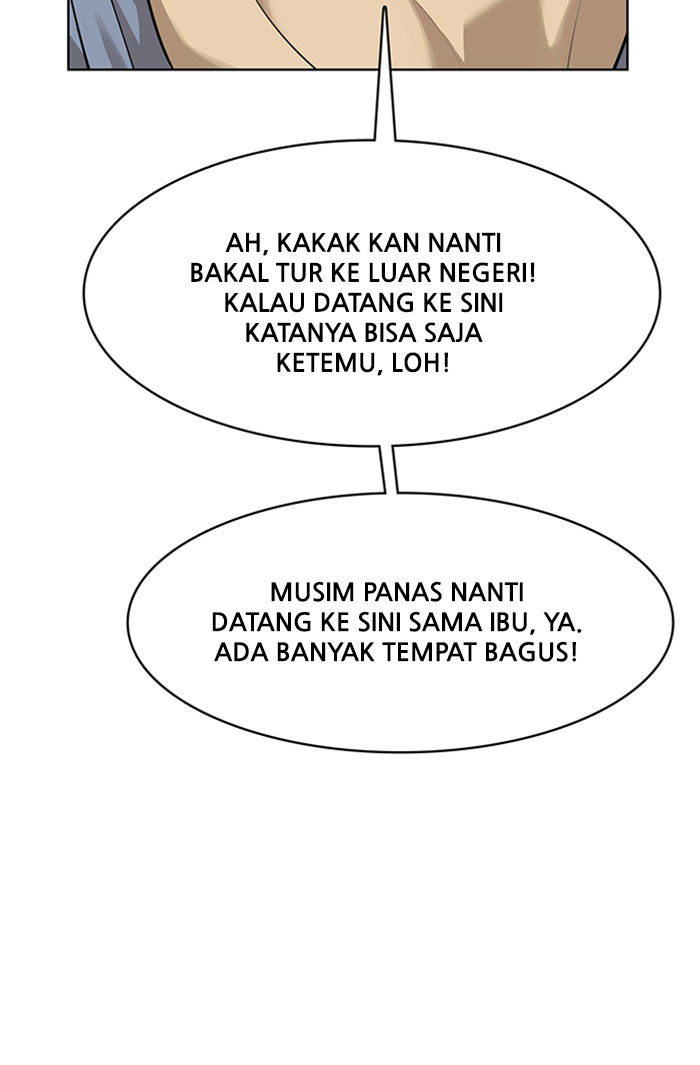 AH, KAKAK KAN NANTI
BAKAL TUR KE LUAR NEGERI!
KALAU DATANG KE SINI
KATANYA BISA SAJA
KETEMU, LOH!
MUSIM PANAS NANTI
DATANG KE SINI SAMA IBU, YA.
ADA BANYAK TEMPAT BAGUS!